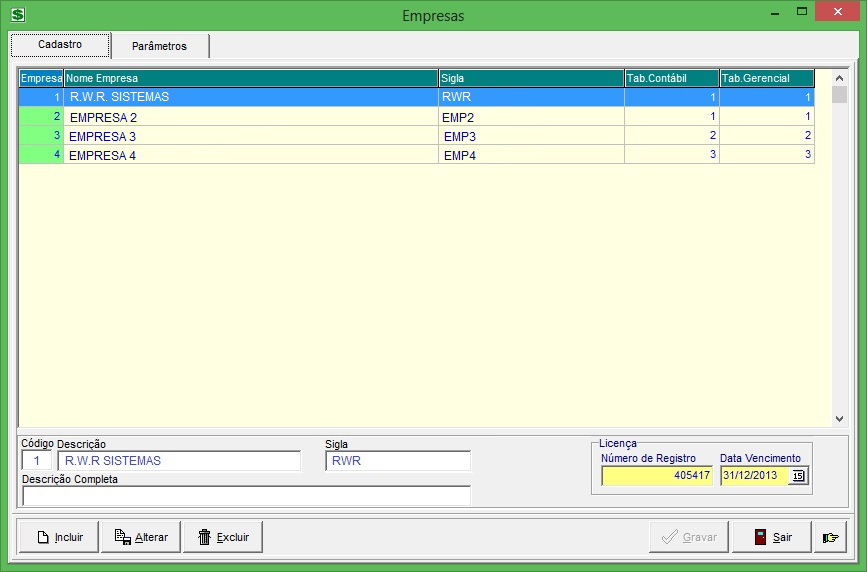 Empresas
Cadastro Parâmetros
Empresa Nome Empresa Sigla Tab.Contábil Tab.Gerencial
1 R.W.R. SISTEMAS RWR 1 1
2 EMPRESA 2 EMP2 1 1
3 EMPRESA 3 EMP3 2 2
4 EMPRESA 4 EMP4 3 3
Código Descrição Sigla Licença
1 R.W.R SISTEMAS RWR
Número de Registro Data Vencimento
405417 31/12/2013 15
Descrição Completa
Incluir Alterar Excluir Gravar Sair